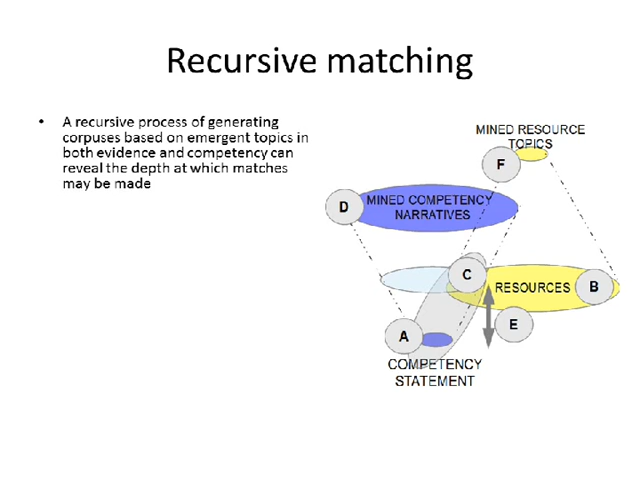 Recursive matching
• A recursive process of generating
corpuses based on emergent topics in
both evidence and competency can
reveal the depth at which matches
may be made
MINED RESOURCE
TOPICS
F
D
MINED COMPETENCY
NARRATIVES
C
RESOURCES
B
E
A
COMPETENCY
STATEMENT